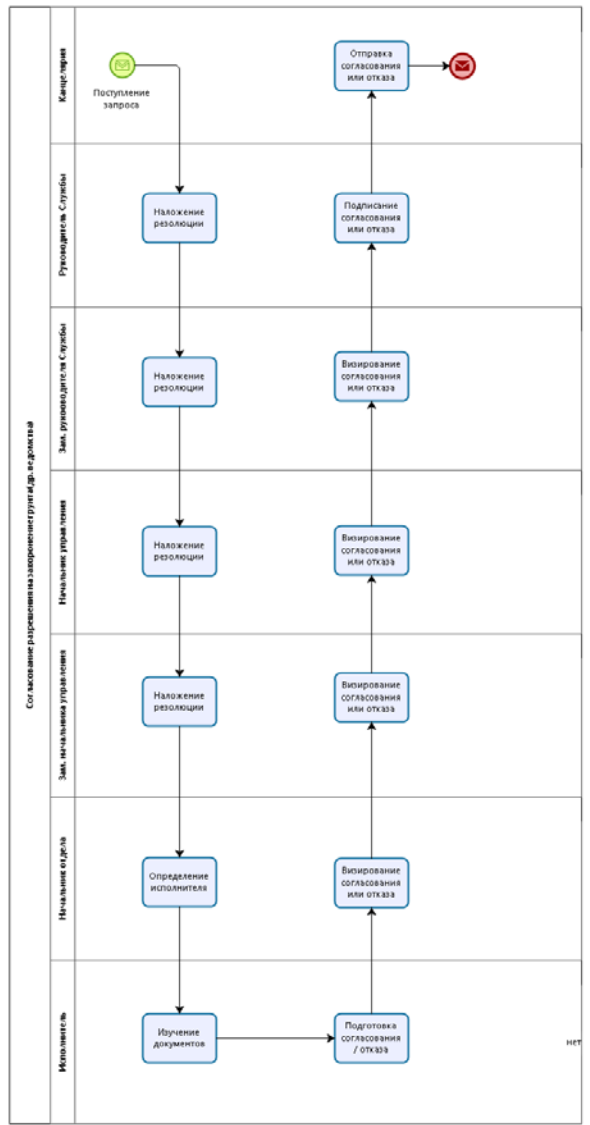 Согласование разрешения на захоронение грунта(др. ведомства)
Канцелярия
Поступление
запроса
Отправка
согласования
или отказа
Руководитель Службы
Наложение
резолюции
Подписание
согласования
или отказа
Зам. руководителя Службы
Наложение
резолюции
Визирование
согласования
или отказа
Начальник управления
Наложение
резолюции
Визирование
согласования
или отказа
Зам. начальника управления
Наложение
резолюции
Визирование
согласования
или отказа
Начальник отдела
Определение
исполнителя
Визирование
согласования
или отказа
Исполнитель
Изучение
документов
Подготовка
согласования
/ отказа
нет